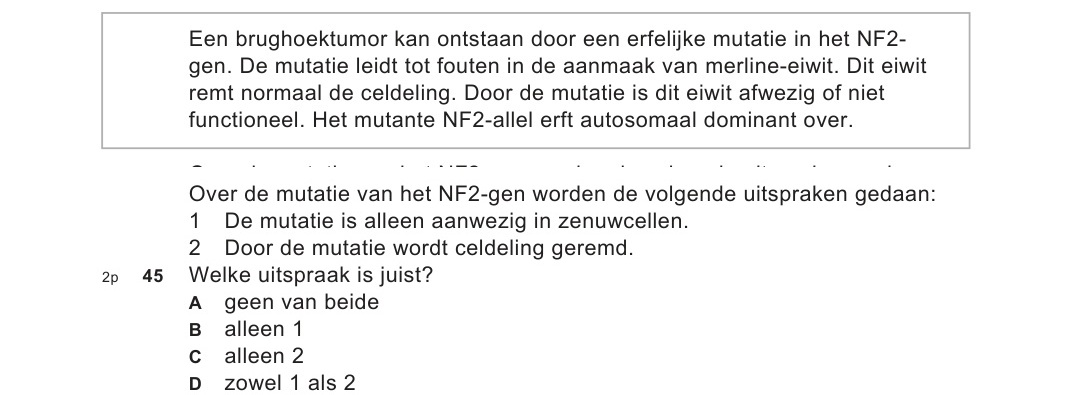 Een brughoektumor kan ontstaan door een erfelijke mutatie in het NF2-
gen. De mutatie leidt tot fouten in de aanmaak van merline-eiwit. Dit eiwit
remt normaal de celdeling. Door de mutatie is dit eiwit afwezig of niet
functioneel. Het mutante NF2-allel erft autosomaal dominant over.
Over de mutatie van het NF2-gen worden de volgende uitspraken gedaan:
1 De mutatie is alleen aanwezig in zenuwcellen.
2 Door de mutatie wordt celdeling geremd.
2p 45 Welke uitspraak is juist?
A geen van beide
B alleen 1
C alleen 2
D zowel 1 als 2